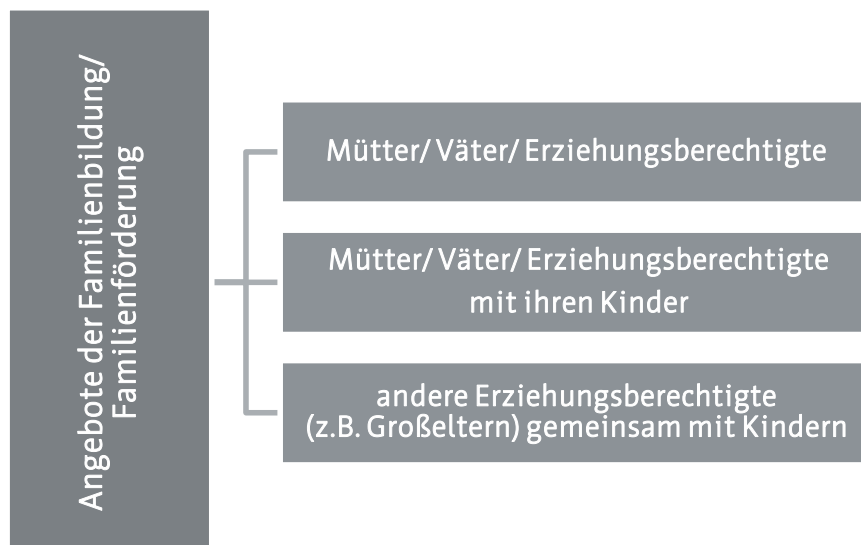 Angebote der Familienbildung/
Familienförderung
Mütter/ Väter/ Erziehungsberechtigte
Mütter/ Väter/ Erziehungsberechtigte
mit ihren Kinder
andere Erziehungsberechtigte
(z.B. Großeltern) gemeinsam mit Kindern